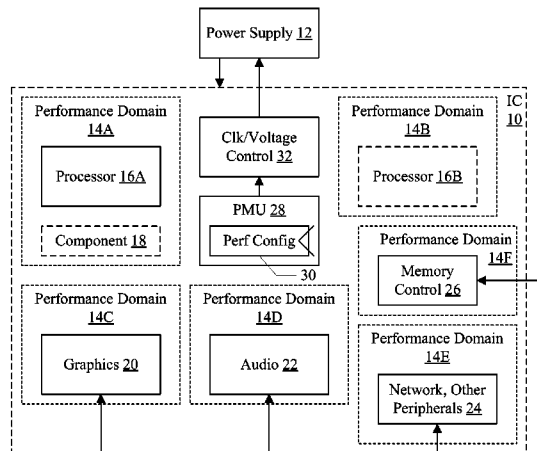 Power Supply 12
IC
10
Performance Domain
14A
Processor 16A
Component 18
Clk/Voltage
Control 32
PMU 28
Perf Config
30
Performance Domain
14B
Processor 16B
Performance Domain
14F
Memory
Control 26
Performance Domain
14C
Graphics 20
Performance Domain
14D
Audio 22
Performance Domain
14E
Network, Other
Peripherals 24